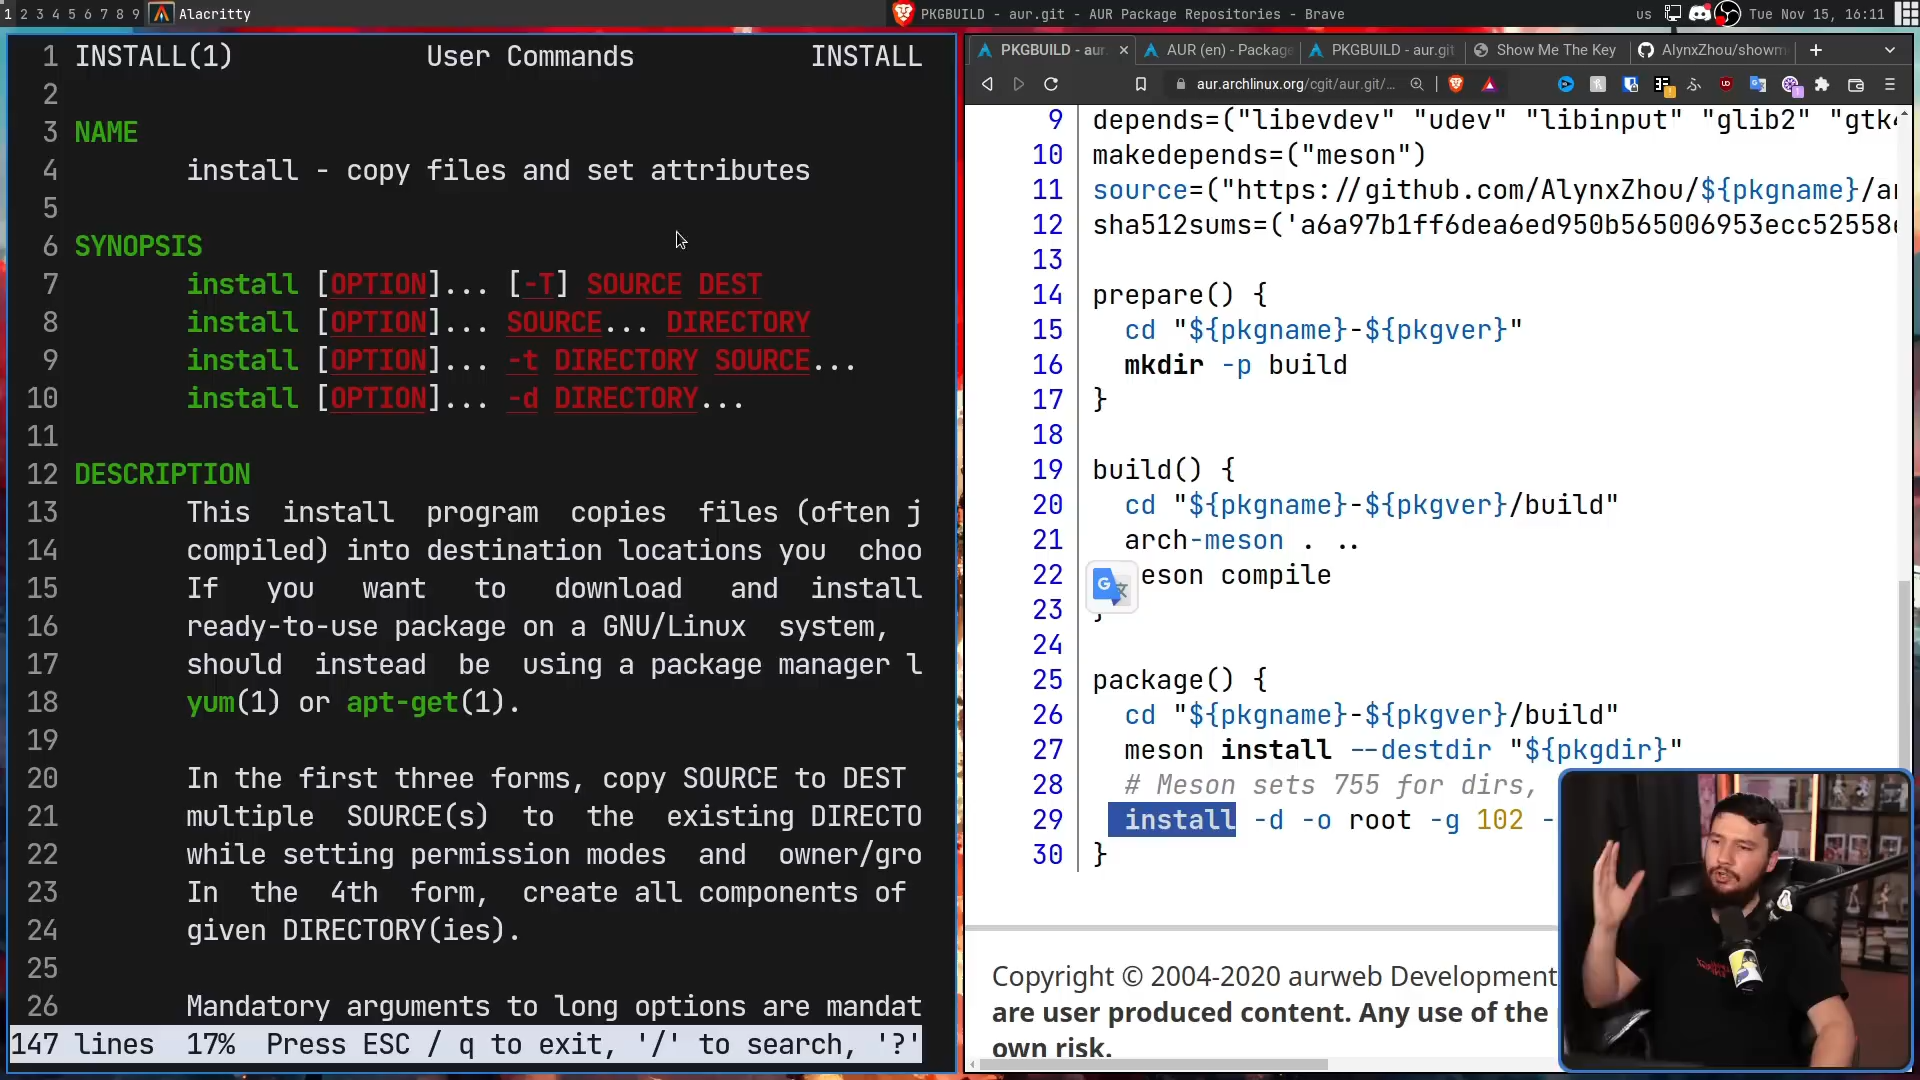 1 2 3 4 5 6 7 8 9 Alacritty
PKGBUILD - aur.git - AUR Package Repositories - Brave
us Tue Nov 15, 16:11
1 INSTALL(1) User Commands INSTALL
2
3 NAME
4 install - copy files and set attributes
5
6 SYNOPSIS
7 install [OPTION]... [-T] SOURCE DEST
8 install [OPTION]... SOURCE... DIRECTORY
9 install [OPTION]... -t DIRECTORY SOURCE...
10 install [OPTION]... -d DIRECTORY...
11
12 DESCRIPTION
13 This install program copies files (often j
14 compiled) into destination locations you choo
15 If you want to download and install
16 ready-to-use package on a GNU/Linux system,
17 should instead be using a package manager l
18 yum(1) or apt-get(1).
19
20 In the first three forms, copy SOURCE to DEST
21 multiple SOURCE(s) to the existing DIRECTO
22 while setting permission modes and owner/gro
23 In the 4th form, create all components of
24 given DIRECTORY(ies).
25
26 Mandatory arguments to long options are mandat
147 lines 17% Press ESC / q to exit, '/' to search, '?'
PKGBUILD - aur. AUR (en) - Package PKGBUILD - aur.git Show Me The Key AlynxZhou/showm
aur.archlinux.org/cgit/aur.git/...
9 depends=("libevdev" "udev" "libinput" "glib2" "gtk4
10 makedepends=("meson")
11 source=("https://github.com/AlynxZhou/${pkgname}/ar
12 sha512sums=('a6a97b1ff6dea6ed950b565006953ecc52558e
13
14 prepare() {
15 cd "${pkgname}-${pkgver}"
16 mkdir -p build
17 }
18
19 build() {
20 cd "${pkgname}-${pkgver}/build"
21 arch-meson . ..
22 eson compile
23 }
24
25 package() {
26 cd "${pkgname}-${pkgver}/build"
27 meson install --destdir "${pkgdir}"
28 # Meson sets 755 for dirs,
29 install -d -o root -g 102 -
30 }
Copyright © 2004-2020 aurweb Development
are user produced content. Any use of the
own risk.